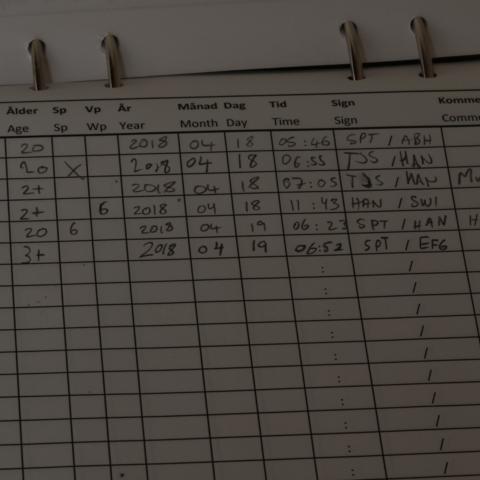 Ålder Sp Vp År Månad Dag Tid Sign Komme
Age Sp Wp Year Month Day Time Sign Comme
20 2018 04 18 05:46 SPT / ABH
20 X 2018 04 18 06:55 TJS / HAN
2+ 2018 04 18 07:05 TJS / HAN
2+ 6 2018 04 18 11:43 HAN / SWI
20 6 2018 04 19 06:23 SPT / HAN H
3+ 2018 04 19 06:52 SPT / EFG
: /
: /
: /
: /
: /
: /
: /
: /
: /